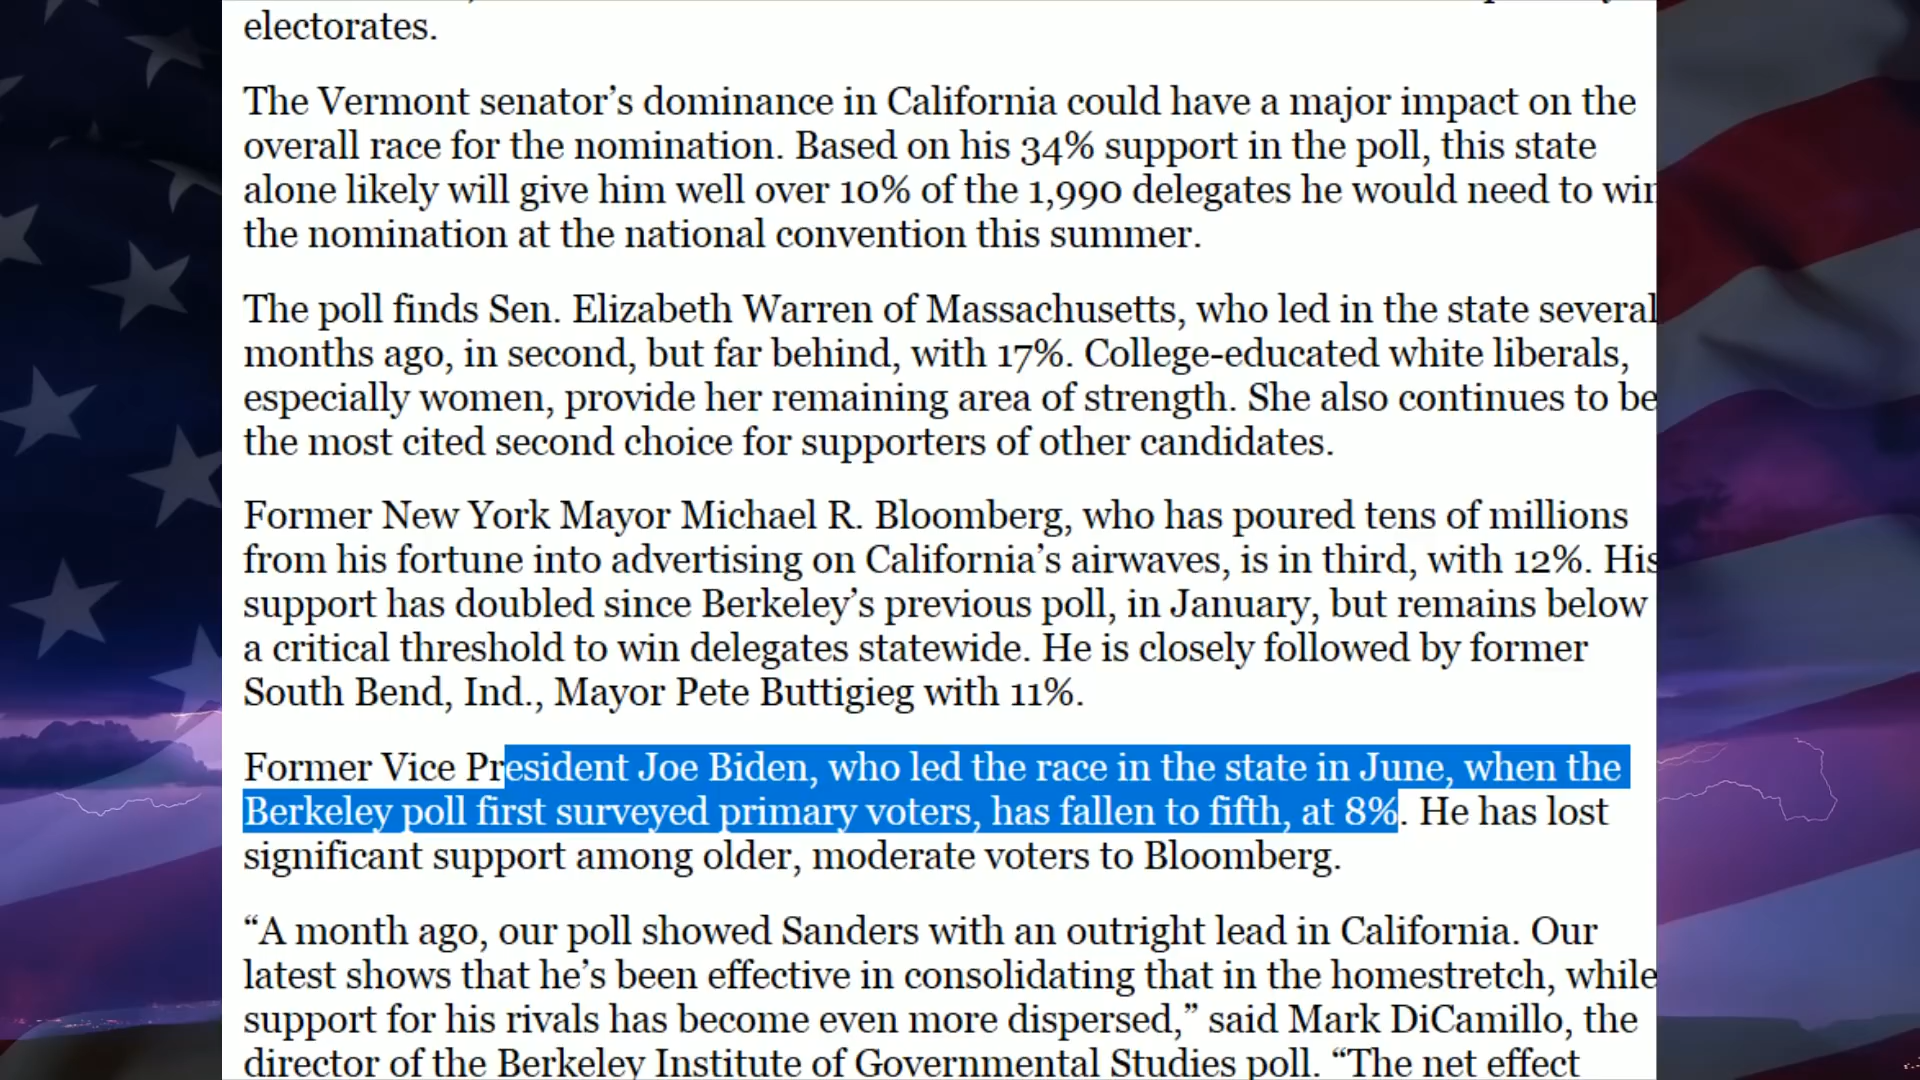 electorates.
The Vermont senator’s dominance in California could have a major impact on the
overall race for the nomination. Based on his 34% support in the poll, this state
alone likely will give him well over 10% of the 1,990 delegates he would need to win
the nomination at the national convention this summer.
The poll finds Sen. Elizabeth Warren of Massachusetts, who led in the state several
months ago, in second, but far behind, with 17%. College-educated white liberals,
especially women, provide her remaining area of strength. She also continues to be
the most cited second choice for supporters of other candidates.
Former New York Mayor Michael R. Bloomberg, who has poured tens of millions
from his fortune into advertising on California’s airwaves, is in third, with 12%. His
support has doubled since Berkeley’s previous poll, in January, but remains below
a critical threshold to win delegates statewide. He is closely followed by former
South Bend, Ind., Mayor Pete Buttigieg with 11%.
Former Vice President Joe Biden, who led the race in the state in June, when the
Berkeley poll first surveyed primary voters, has fallen to fifth, at 8%. He has lost
significant support among older, moderate voters to Bloomberg.
“A month ago, our poll showed Sanders with an outright lead in California. Our
latest shows that he’s been effective in consolidating that in the homestretch, while
support for his rivals has become even more dispersed,” said Mark DiCamillo, the
director of the Berkeley Institute of Governmental Studies poll. “The net effect